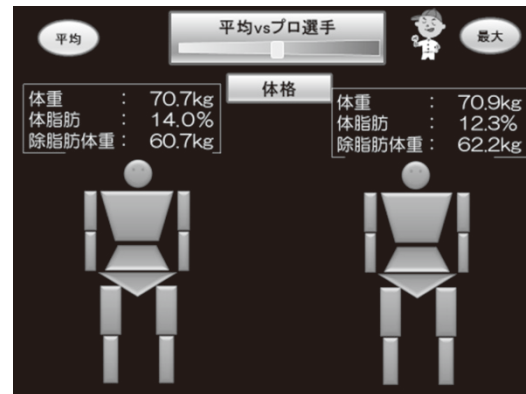 平均
平均vsプロ選手
最大
体格
体重 : 70.7kg
体脂肪 : 14.0%
除脂肪体重 : 60.7kg
体重 : 70.9kg
体脂肪 : 12.3%
除脂肪体重 : 62.2kg